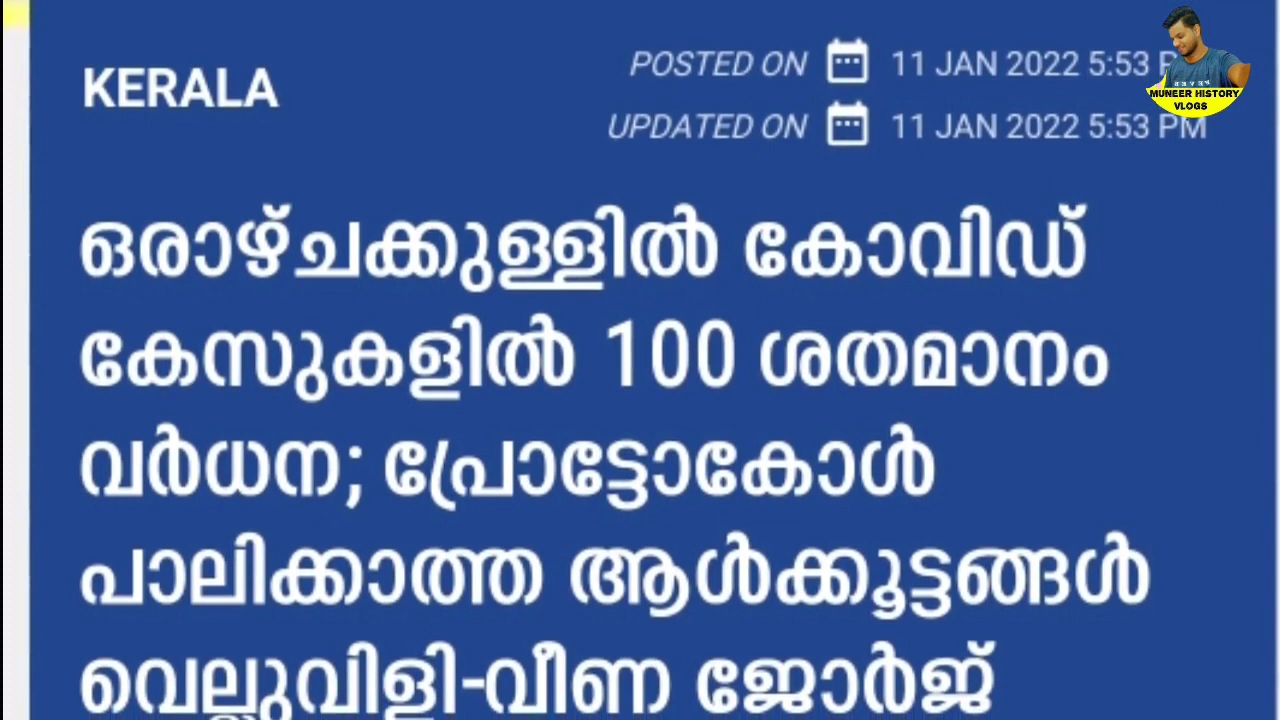 KERALA
POSTED ON 11 JAN 2022 5:53
UPDATED ON 11 JAN 2022 5:53 PM
MUNEER HISTORY
VLOGS
ഒരാഴ്ചക്കുള്ളിൽ കോവിഡ്
കേസുകളിൽ 100 ശതമാനം
വർധന; പ്രോട്ടോകോൾ
പാലിക്കാത്ത ആൾക്കൂട്ടങ്ങൾ
വെല്ലുവിളി-വീണ ജോർജ്